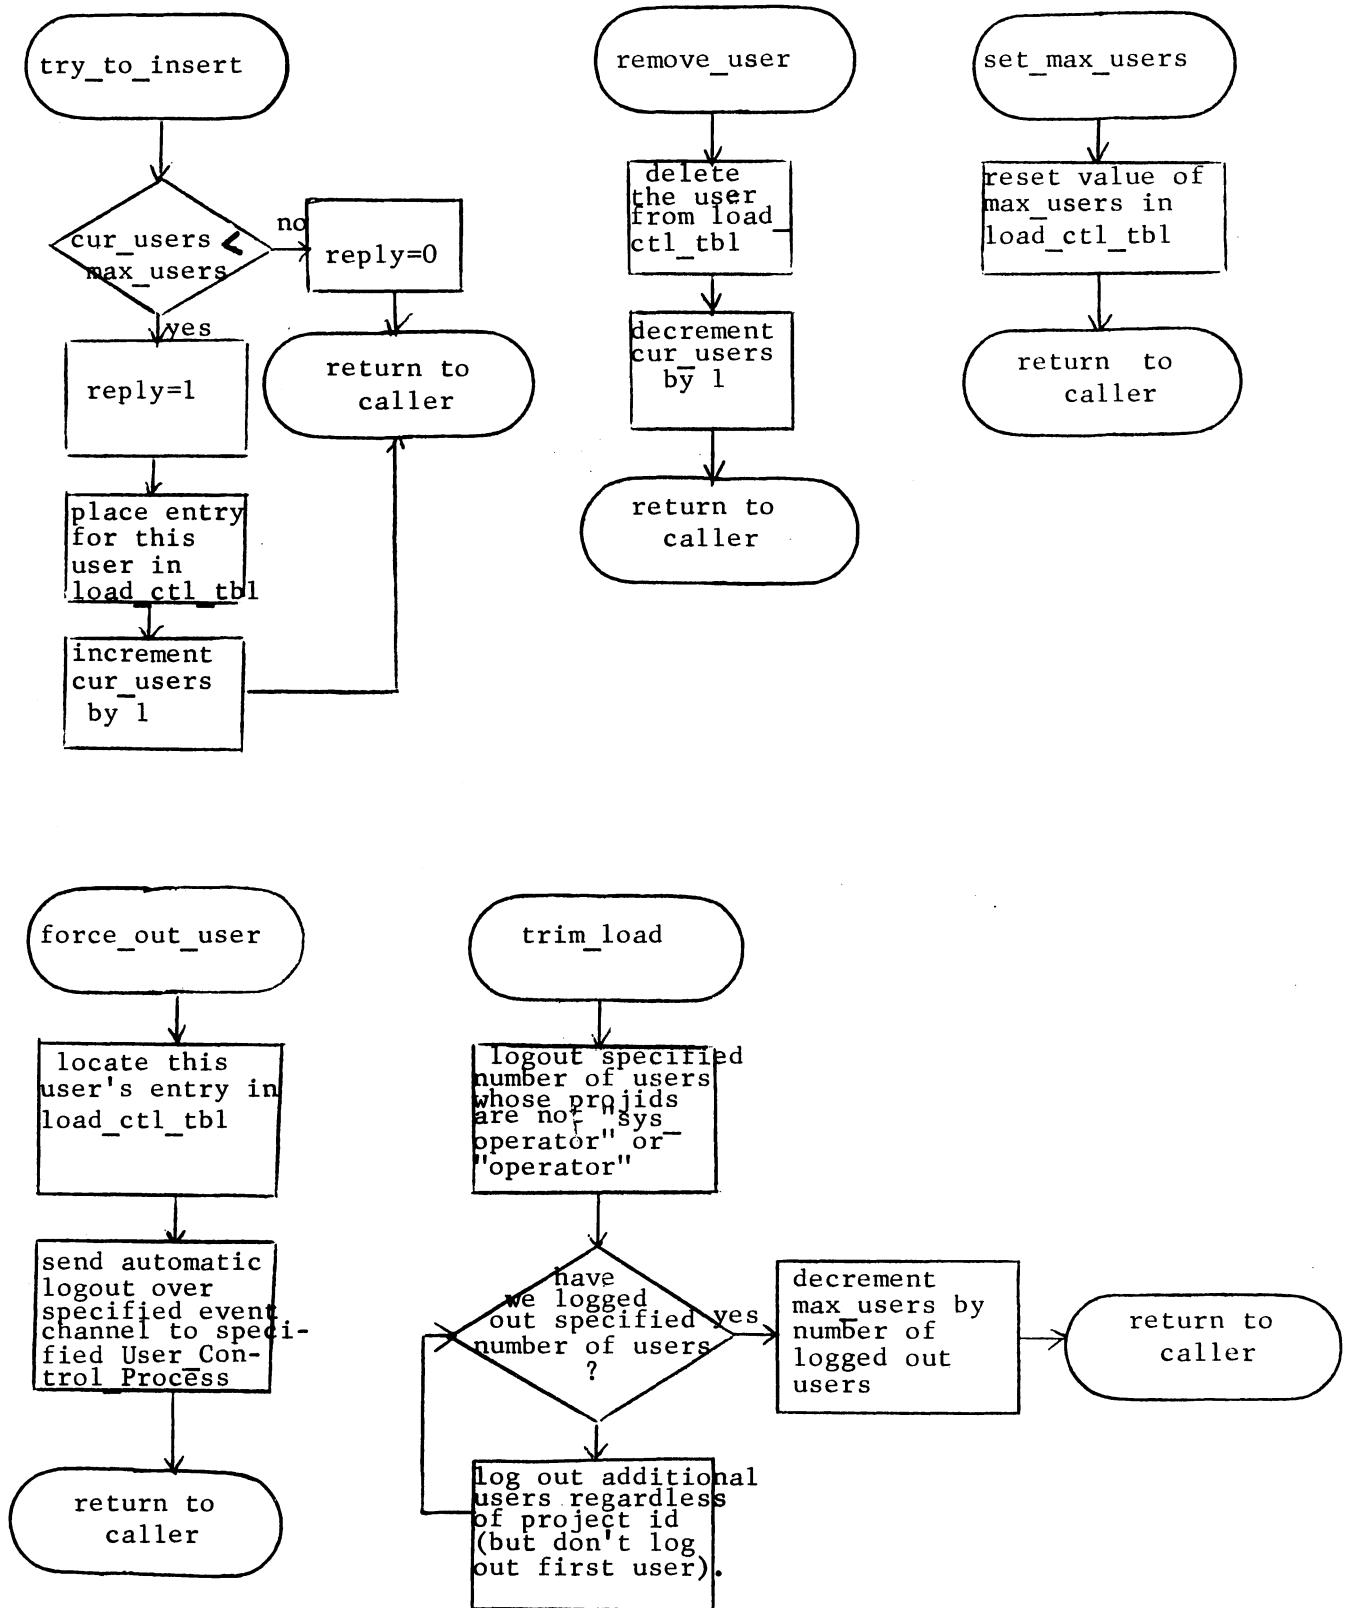 try_to_insert
cur_users <
max_users
no
reply=0
yes
reply=1
return to
caller
place entry
for this
user in
load_ctl_tbl
increment
cur_users
by 1
remove_user
delete
the user
from load_
ctl_tbl
decrement
cur_users
by 1
return to
caller
set_max_users
reset value of
max_users in
load_ctl_tbl
return to
caller
force_out_user
locate this
user's entry in
load_ctl_tbl
send automatic
logout over
specified event
channel to speci-
fied User_Con-
trol_Process
return to
caller
trim_load
logout specified
number of users
whose projids
are not "sys_
operator" or
"operator"
have
we logged
out specified
number of users
?
yes
decrement
max_users by
number of
logged out
users
return to
caller
log out additional
users regardless
of project id
(but don't log
out first user).